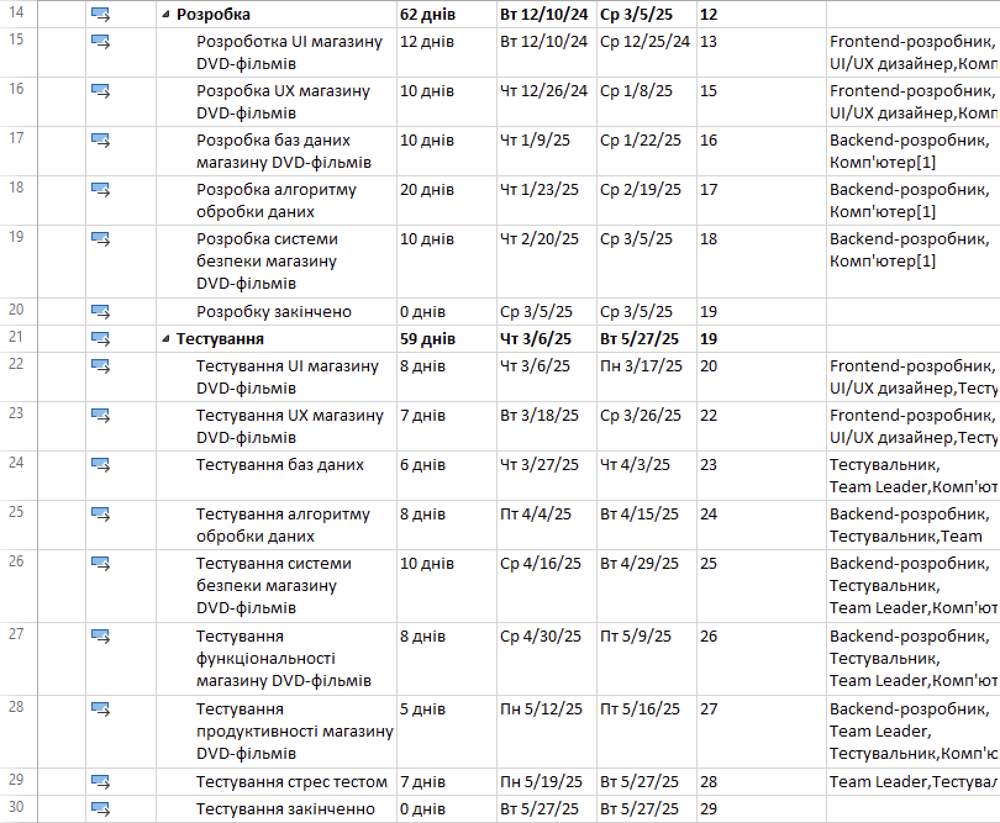 14 Розробка 62 днів Вт 12/10/24 Ср 3/5/25 12
15 Розроботка UI магазину 12 днів Вт 12/10/24 Ср 12/25/24 13 Frontend-розробник,
DVD-фільмів UI/UX дизайнер,Комп
16 Розробка UX магазину 10 днів Чт 12/26/24 Ср 1/8/25 15 Frontend-розробник,
DVD-фільмів UI/UX дизайнер,Комп
17 Розробка баз даних 10 днів Чт 1/9/25 Ср 1/22/25 16 Backend-розробник,
магазину DVD-фільмів Комп'ютер[1]
18 Розробка алгоритму 20 днів Чт 1/23/25 Ср 2/19/25 17 Backend-розробник,
обробки даних Комп'ютер[1]
19 Розробка системи 10 днів Чт 2/20/25 Ср 3/5/25 18 Backend-розробник,
безпеки магазину Комп'ютер[1]
DVD-фільмів
20 Розробку закінчено 0 днів Ср 3/5/25 Ср 3/5/25 19
21 Тестування 59 днів Чт 3/6/25 Вт 5/27/25 19
22 Тестування UI магазину 8 днів Чт 3/6/25 Пн 3/17/25 20 Frontend-розробник,
DVD-фільмів UI/UX дизайнер,Тесту
23 Тестування UX магазину 7 днів Вт 3/18/25 Ср 3/26/25 22 Frontend-розробник,
DVD-фільмів UI/UX дизайнер,Тесту
24 Тестування баз даних 6 днів Чт 3/27/25 Чт 4/3/25 23 Тестувальник,
Team Leader,Комп'ют
25 Тестування алгоритму 8 днів Пт 4/4/25 Вт 4/15/25 24 Backend-розробник,
обробки даних Тестувальник,Team
26 Тестування системи 10 днів Ср 4/16/25 Вт 4/29/25 25 Backend-розробник,
безпеки магазину Тестувальник,
DVD-фільмів Team Leader,Комп'ют
27 Тестування 8 днів Ср 4/30/25 Пт 5/9/25 26 Backend-розробник,
функціональності Тестувальник,
магазину DVD-фільмів Team Leader,Комп'ют
28 Тестування 5 днів Пн 5/12/25 Пт 5/16/25 27 Backend-розробник,
продуктивності магазину Team Leader,
DVD-фільмів Тестувальник,Комп'ю
29 Тестування стрес тестом 7 днів Пн 5/19/25 Вт 5/27/25 28 Team Leader,Тестувал
30 Тестування закінченно 0 днів Вт 5/27/25 Вт 5/27/25 29